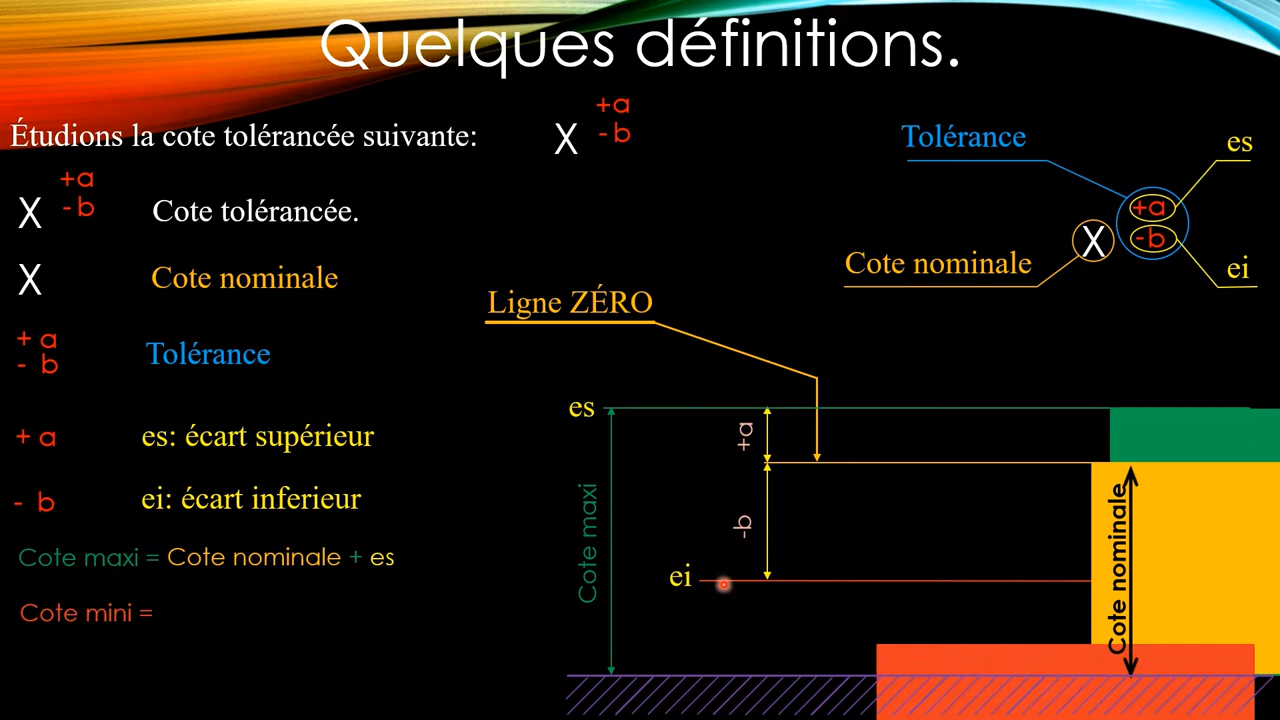 Quelques définitions.
Étudions la cote tolérancée suivante: X +a -b
X +a -b Cote tolérancée.
X Cote nominale
+ a - b Tolérance
+ a es: écart supérieur
- b ei: écart inferieur
Cote maxi = Cote nominale + es
Cote mini =
Tolérance
es
+a
X -b
Cote nominale
ei
Ligne ZÉRO
es
+a
-b
Cote maxi
ei
Cote nominale